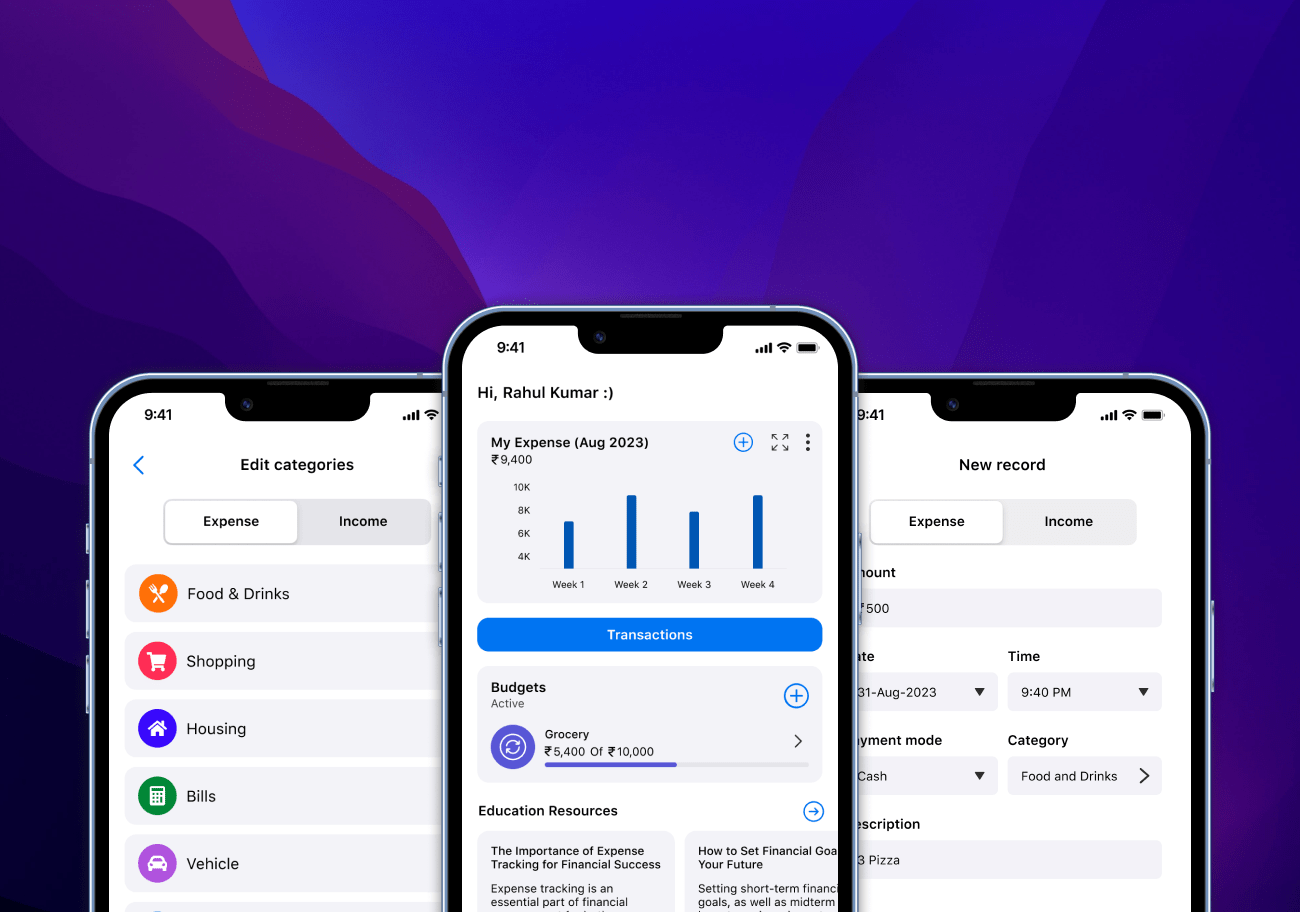 9:41
Edit categories
Expense
Income
Food & Drinks
Shopping
Housing
Bills
Vehicle
9:41
Hi, Rahul Kumar :)
My Expense (Aug 2023)
₹9,400
10K
8K
6K
4K
Week 1 Week 2 Week 3 Week 4
Transactions
Budgets
Active
Grocery
₹5,400 Of ₹10,000
Education Resources
The Importance of Expense
Tracking for Financial Success
Expense tracking is an
essential part of financial
How to Set Financial Goa
Your Future
Setting short-term financi
goals, as well as midterm
9:41
New record
Expense
Income
mount
₹500
ate
Time
31-Aug-2023
9:40 PM
yment mode
Category
Cash
Food and Drinks
escription
3 Pizza